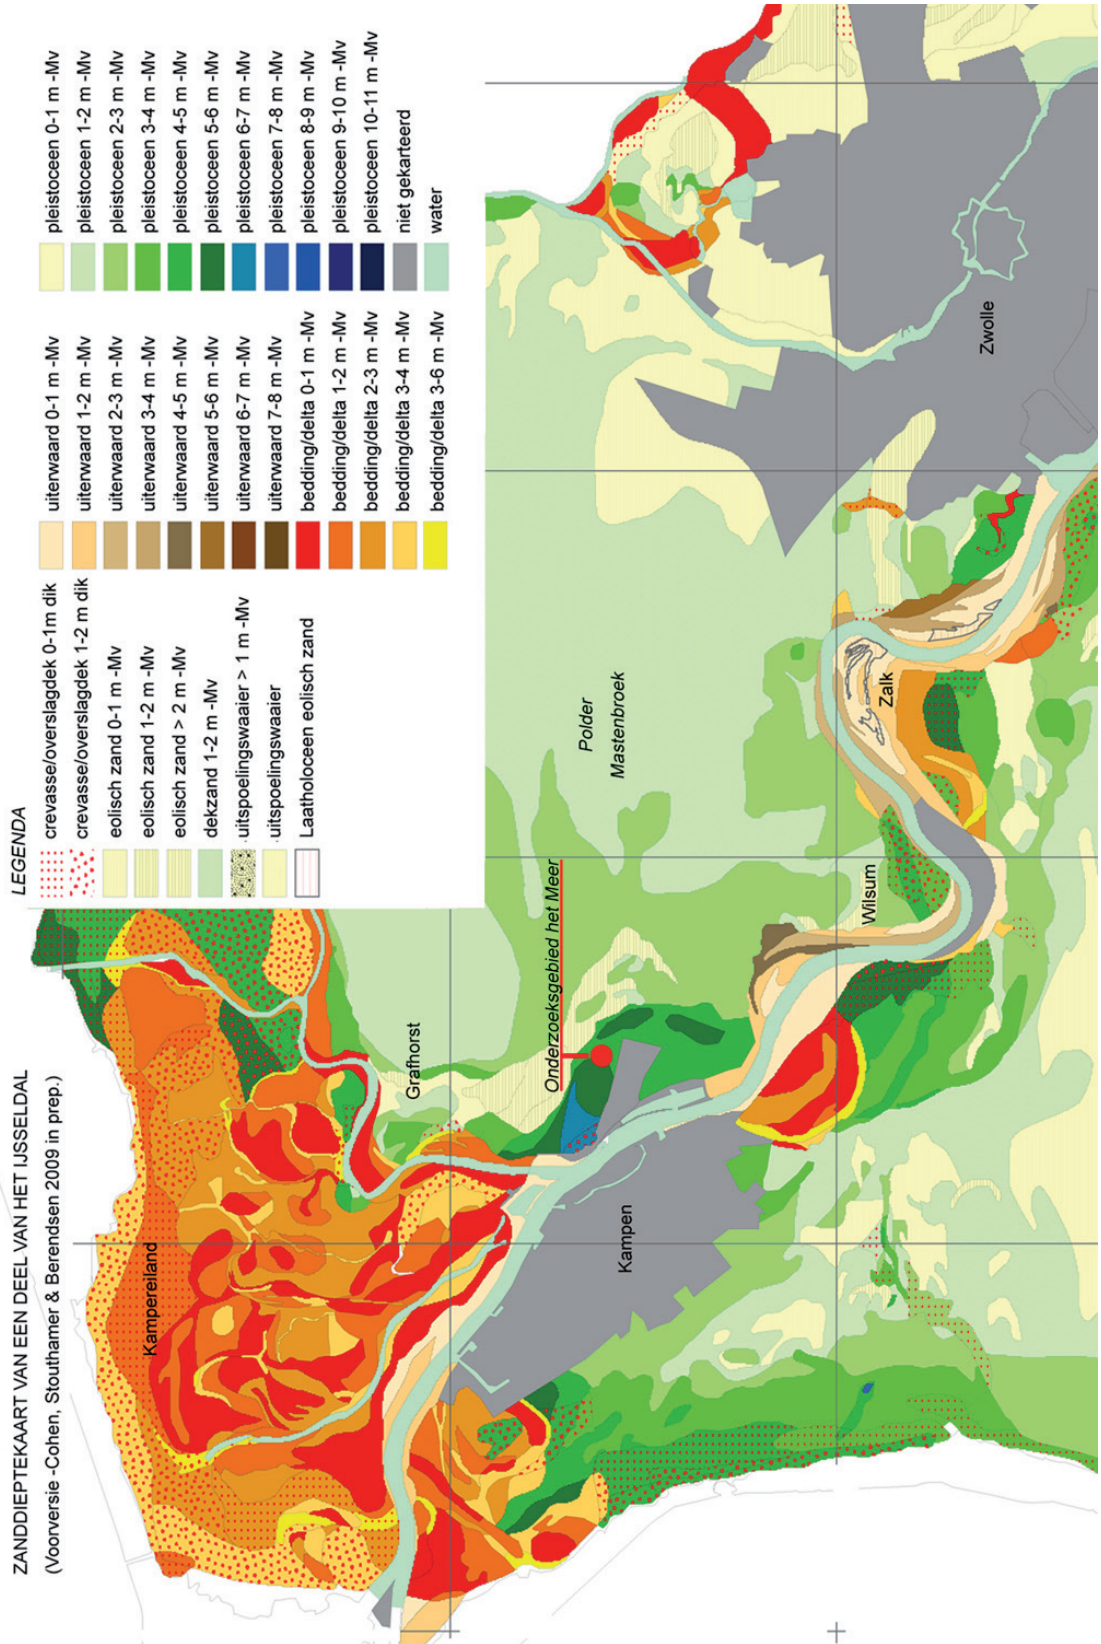 ZANDDIEPTEKAART VAN EEN DEEL VAN HET IJSSELDAL
(Voorversie -Cohen, Stouthamer & Berendsen 2009 in prep.)
LEGENDA
crevasse/overslagdek 0-1m dik
crevasse/overslagdek 1-2 m dik
eolisch zand 0-1 m -Mv
eolisch zand 1-2 m -Mv
eolisch zand > 2 m -Mv
dekzand 1-2 m -Mv
uitspoelingswaaier > 1 m -Mv
uitspoelingswaaier
Laatholoceen eolisch zand
uiterwaard 0-1 m -Mv
uiterwaard 1-2 m -Mv
uiterwaard 2-3 m -Mv
uiterwaard 3-4 m -Mv
uiterwaard 4-5 m -Mv
uiterwaard 5-6 m -Mv
uiterwaard 6-7 m -Mv
uiterwaard 7-8 m -Mv
bedding/delta 0-1 m -Mv
bedding/delta 1-2 m -Mv
bedding/delta 2-3 m -Mv
bedding/delta 3-4 m -Mv
bedding/delta 3-6 m -Mv
pleistoceen 0-1 m -Mv
pleistoceen 1-2 m -Mv
pleistoceen 2-3 m -Mv
pleistoceen 3-4 m -Mv
pleistoceen 4-5 m -Mv
pleistoceen 5-6 m -Mv
pleistoceen 6-7 m -Mv
pleistoceen 7-8 m -Mv
pleistoceen 8-9 m -Mv
pleistoceen 9-10 m -Mv
pleistoceen 10-11 m -Mv
niet gekarteerd
water
Kampereiland
Grafhorst
Onderzoeksgebied het Meer
Polder
Mastenbroek
Kampen
Wilsum
Zalk
Zwolle